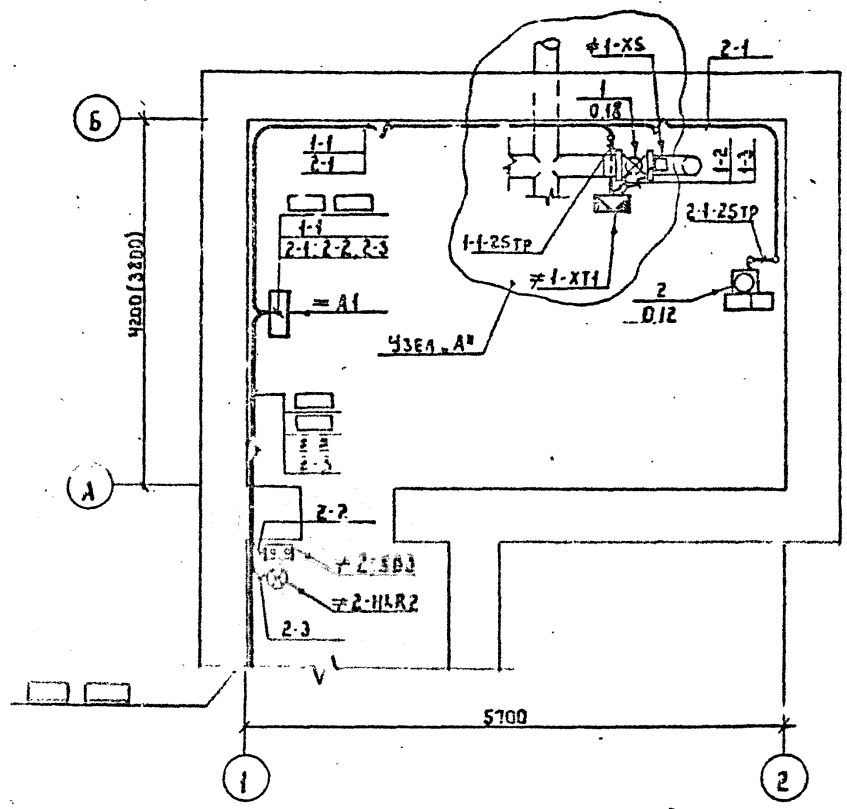 ≠1-XS
2-1
Б
1
0,18
1-1
2-1
1-2
1-3
1-1
2-1; 2-2, 2-3
1-1-25тр
2-1-25тр
≠1-XT1
4200(3800)
= A1
2
0,12
УЗЕЛ „А"
2-3
А
2-2
≠2-SB3
≠2-HLR2
2-3
5700
1
2